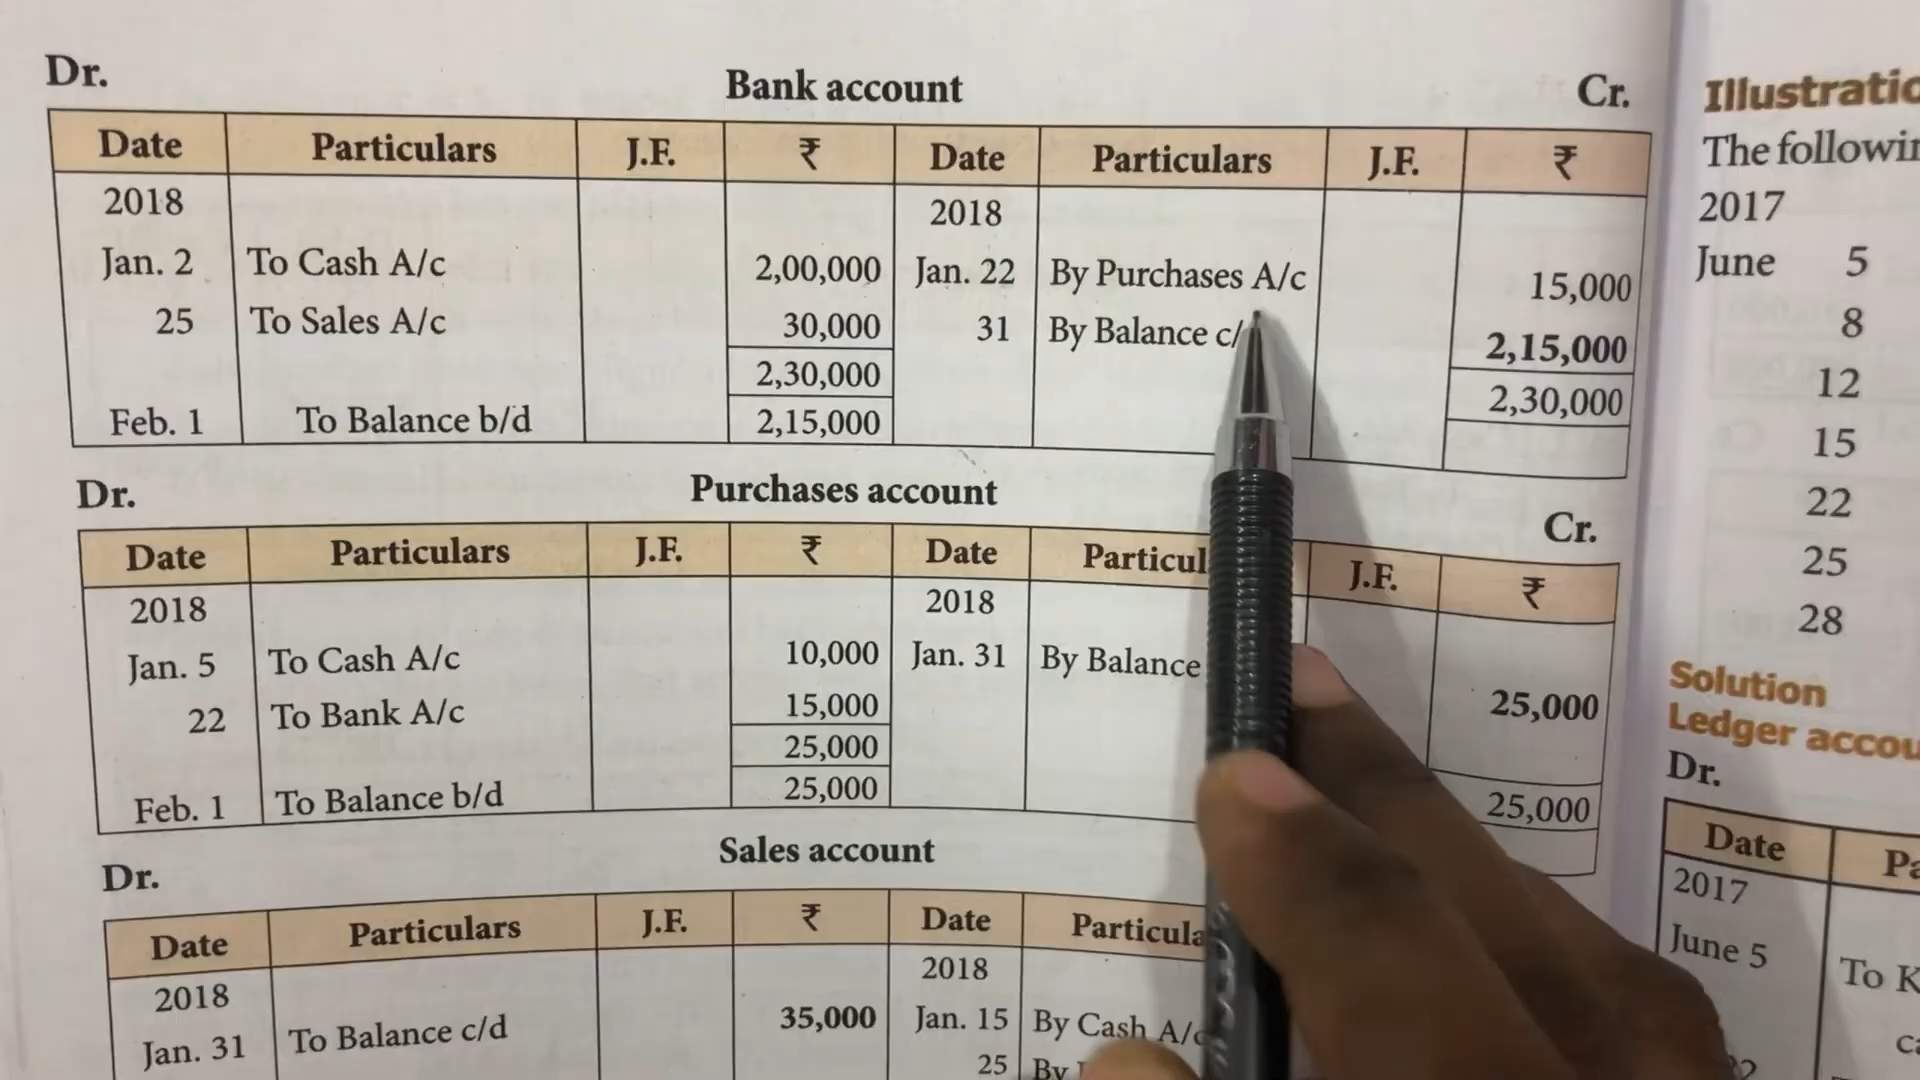 Dr. Bank account Cr.
Date Particulars J.F. ₹ Date Particulars J.F. ₹
2018 2018
Jan. 2 To Cash A/c 2,00,000 Jan. 22 By Purchases A/c 15,000
25 To Sales A/c 30,000 31 By Balance c/ 2,15,000
2,30,000 2,30,000
Feb. 1 To Balance b/d 2,15,000
Dr. Purchases account Cr.
Date Particulars J.F. ₹ Date Particul J.F. ₹
2018 2018
Jan. 5 To Cash A/c 10,000 Jan. 31 By Balance 25,000
22 To Bank A/c 15,000
25,000 25,000
Feb. 1 To Balance b/d 25,000
Dr. Sales account
Date Particulars J.F. ₹ Date Particula
2018 2018
Jan. 31 To Balance c/d 35,000 Jan. 15 By Cash A/c
25 By
Illustratio
The followin
2017
June 5
8
12
15
22
25
28
Solution
Ledger accou
Dr.
Date Pa
2017
June 5 To K